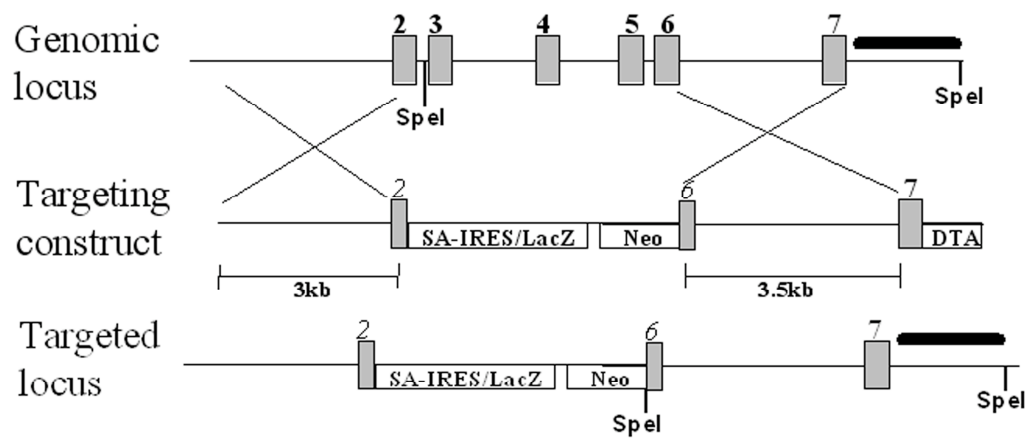 Genomic locus
2 3 4 5 6 7
SpeI SpeI
Targeting construct
2 6 7
SA-IRES/LacZ Neo DTA
3kb 3.5kb
Targeted locus
2 6 7
SA-IRES/LacZ Neo
SpeI SpeI